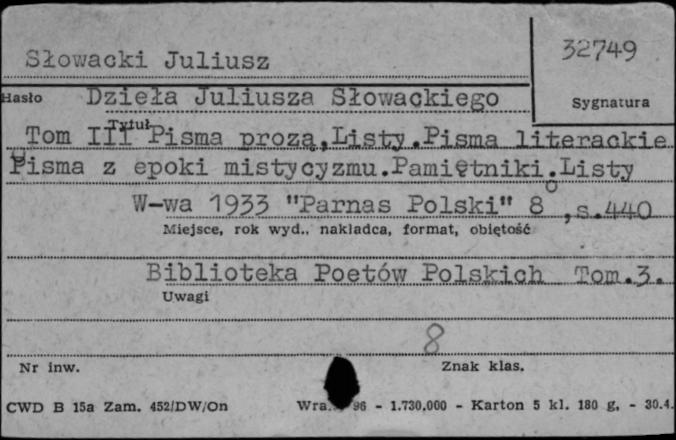 Słowacki Juliusz
32749
Hasło Dzieła Juliusza Słowackiego
Sygnatura
Tytuł
Tom III Pisma prozą,Listy.Pisma literackie
Pisma z epoki mistycyzmu.Pamiętniki.Listy
W-wa 1933 "Parnas Polski" 8°,s.440
Miejsce, rok wyd., nakladca, format, objętość
Biblioteka Poetów Polskich Tom.3.
Uwagi
8
Nr inw. Znak klas.
CWD B 15a Zam. 452/DW/On 96 - 1.730.000 - Karton 5 kl. 180 g. - 30.4.